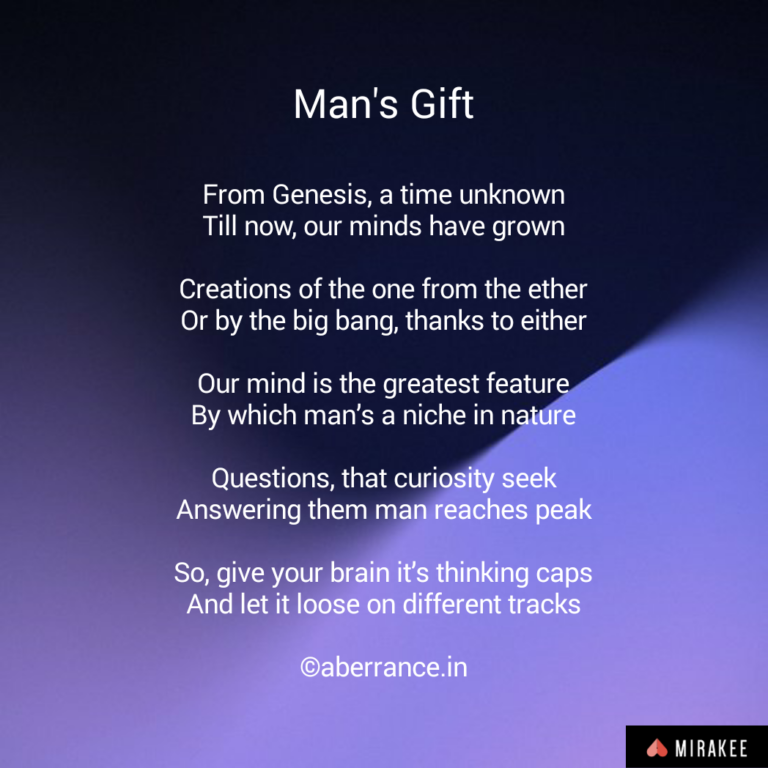 Man's Gift
From Genesis, a time unknown
Till now, our minds have grown
Creations of the one from the ether
Or by the big bang, thanks to either
Our mind is the greatest feature
By which man’s a niche in nature
Questions, that curiosity seek
Answering them man reaches peak
So, give your brain it’s thinking caps
And let it loose on different tracks
©aberrance.in
MIRAKEE